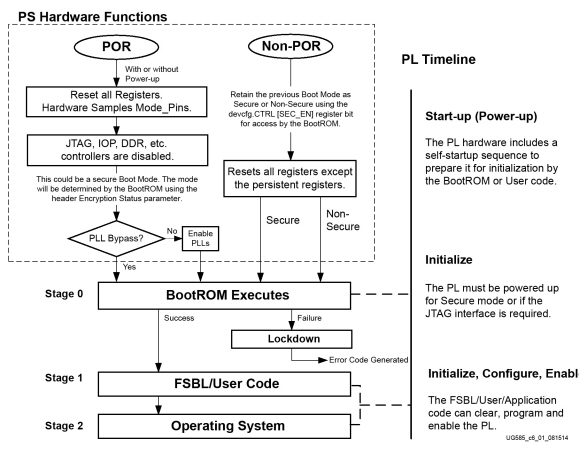 PS Hardware Functions
POR
With or without
Power-up
Reset all Registers.
Hardware Samples Mode_Pins.
JTAG, IOP, DDR, etc.
controllers are disabled.
This could be a secure Boot Mode. The mode
will be determined by the BootROM using the
header Encryption Status parameter.
PLL Bypass?
No
Enable
PLLs
Yes
Non-POR
Retain the previous Boot Mode as
Secure or Non-Secure using the
devcfg.CTRL [SEC_EN] register bit
for access by the BootROM.
Resets all registers except
the persistent registers.
Secure
Non-
Secure
Stage 0
BootROM Executes
Success
Failure
Lockdown
Error Code Generated
Stage 1
FSBL/User Code
Stage 2
Operating System
PL Timeline
Start-up (Power-up)
The PL hardware includes a
self-startup sequence to
prepare it for initialization by
the BootROM or User code.
Initialize
The PL must be powered up
for Secure mode or if the
JTAG interface is required.
Initialize, Configure, Enabl
The FSBL/User/Application
code can clear, program and
enable the PL.
UG585_c6_01_081514